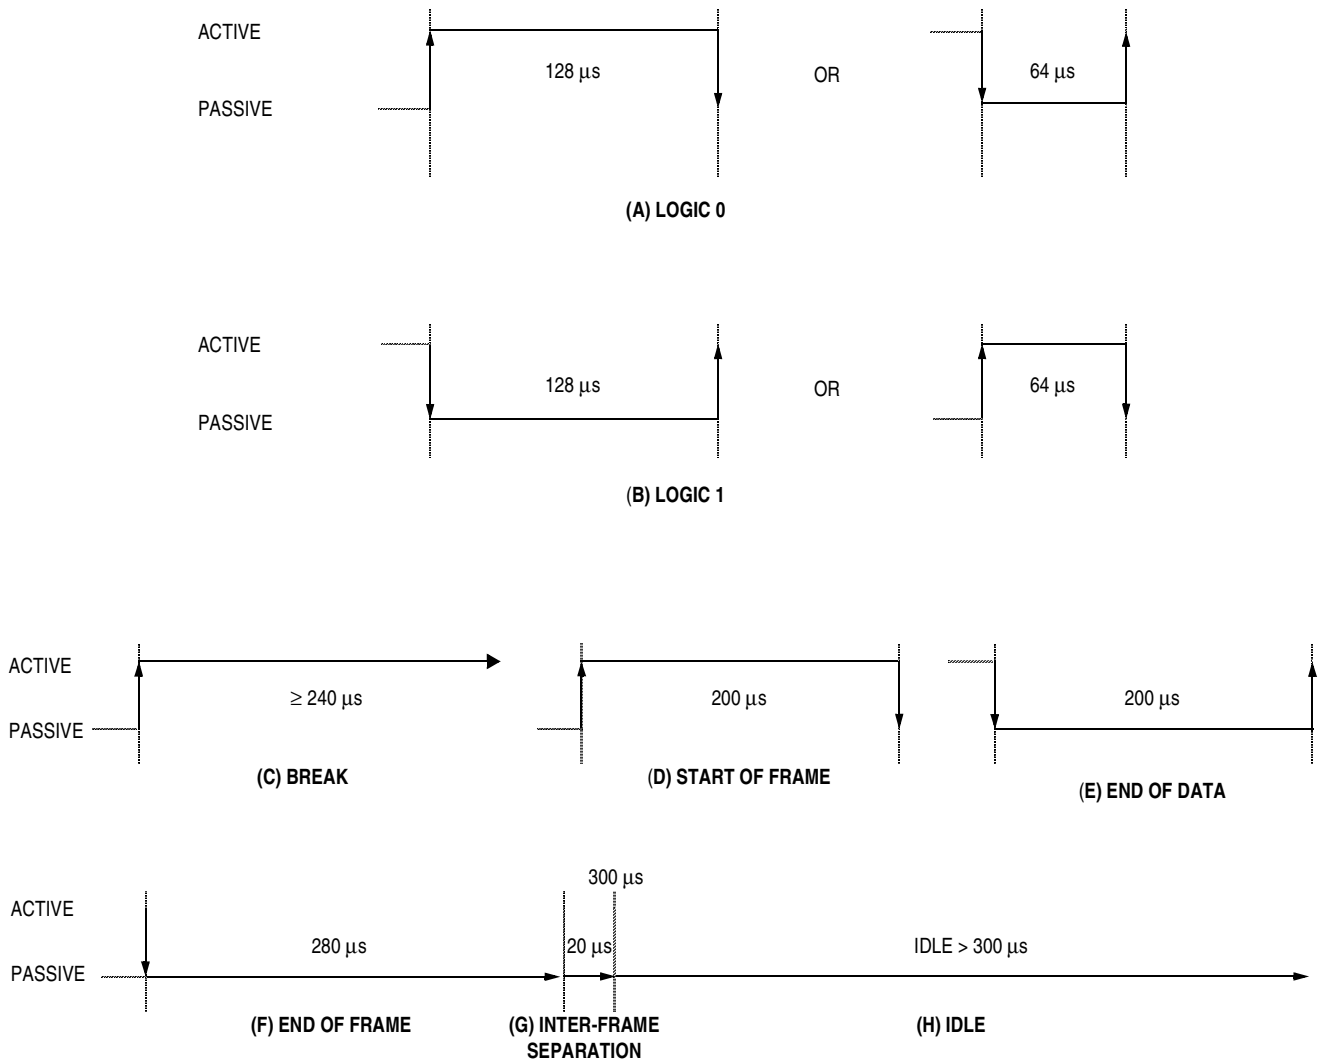 ACTIVE
128 µs
OR
64 µs
PASSIVE
(A) LOGIC 0
ACTIVE
128 µs
OR
64 µs
PASSIVE
(B) LOGIC 1
ACTIVE
≥ 240 µs
200 µs
200 µs
PASSIVE
(C) BREAK
(D) START OF FRAME
(E) END OF DATA
300 µs
ACTIVE
280 µs
20 µs
IDLE > 300 µs
PASSIVE
(F) END OF FRAME
(G) INTER-FRAME
SEPARATION
(H) IDLE